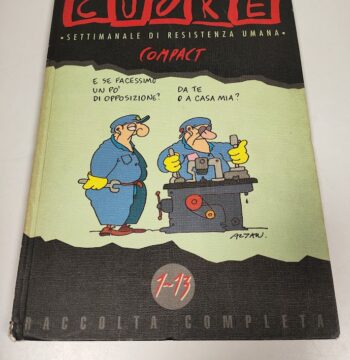 CUORE
•SETTIMANALE DI RESISTENZA UMANA•
COMPACT
E SE FACESSIMO
UN PO'
DI OPPOSIZIONE?
DA TE
O A CASA MIA?
ALTAN.
1-13
RACCOLTA COMPLETA